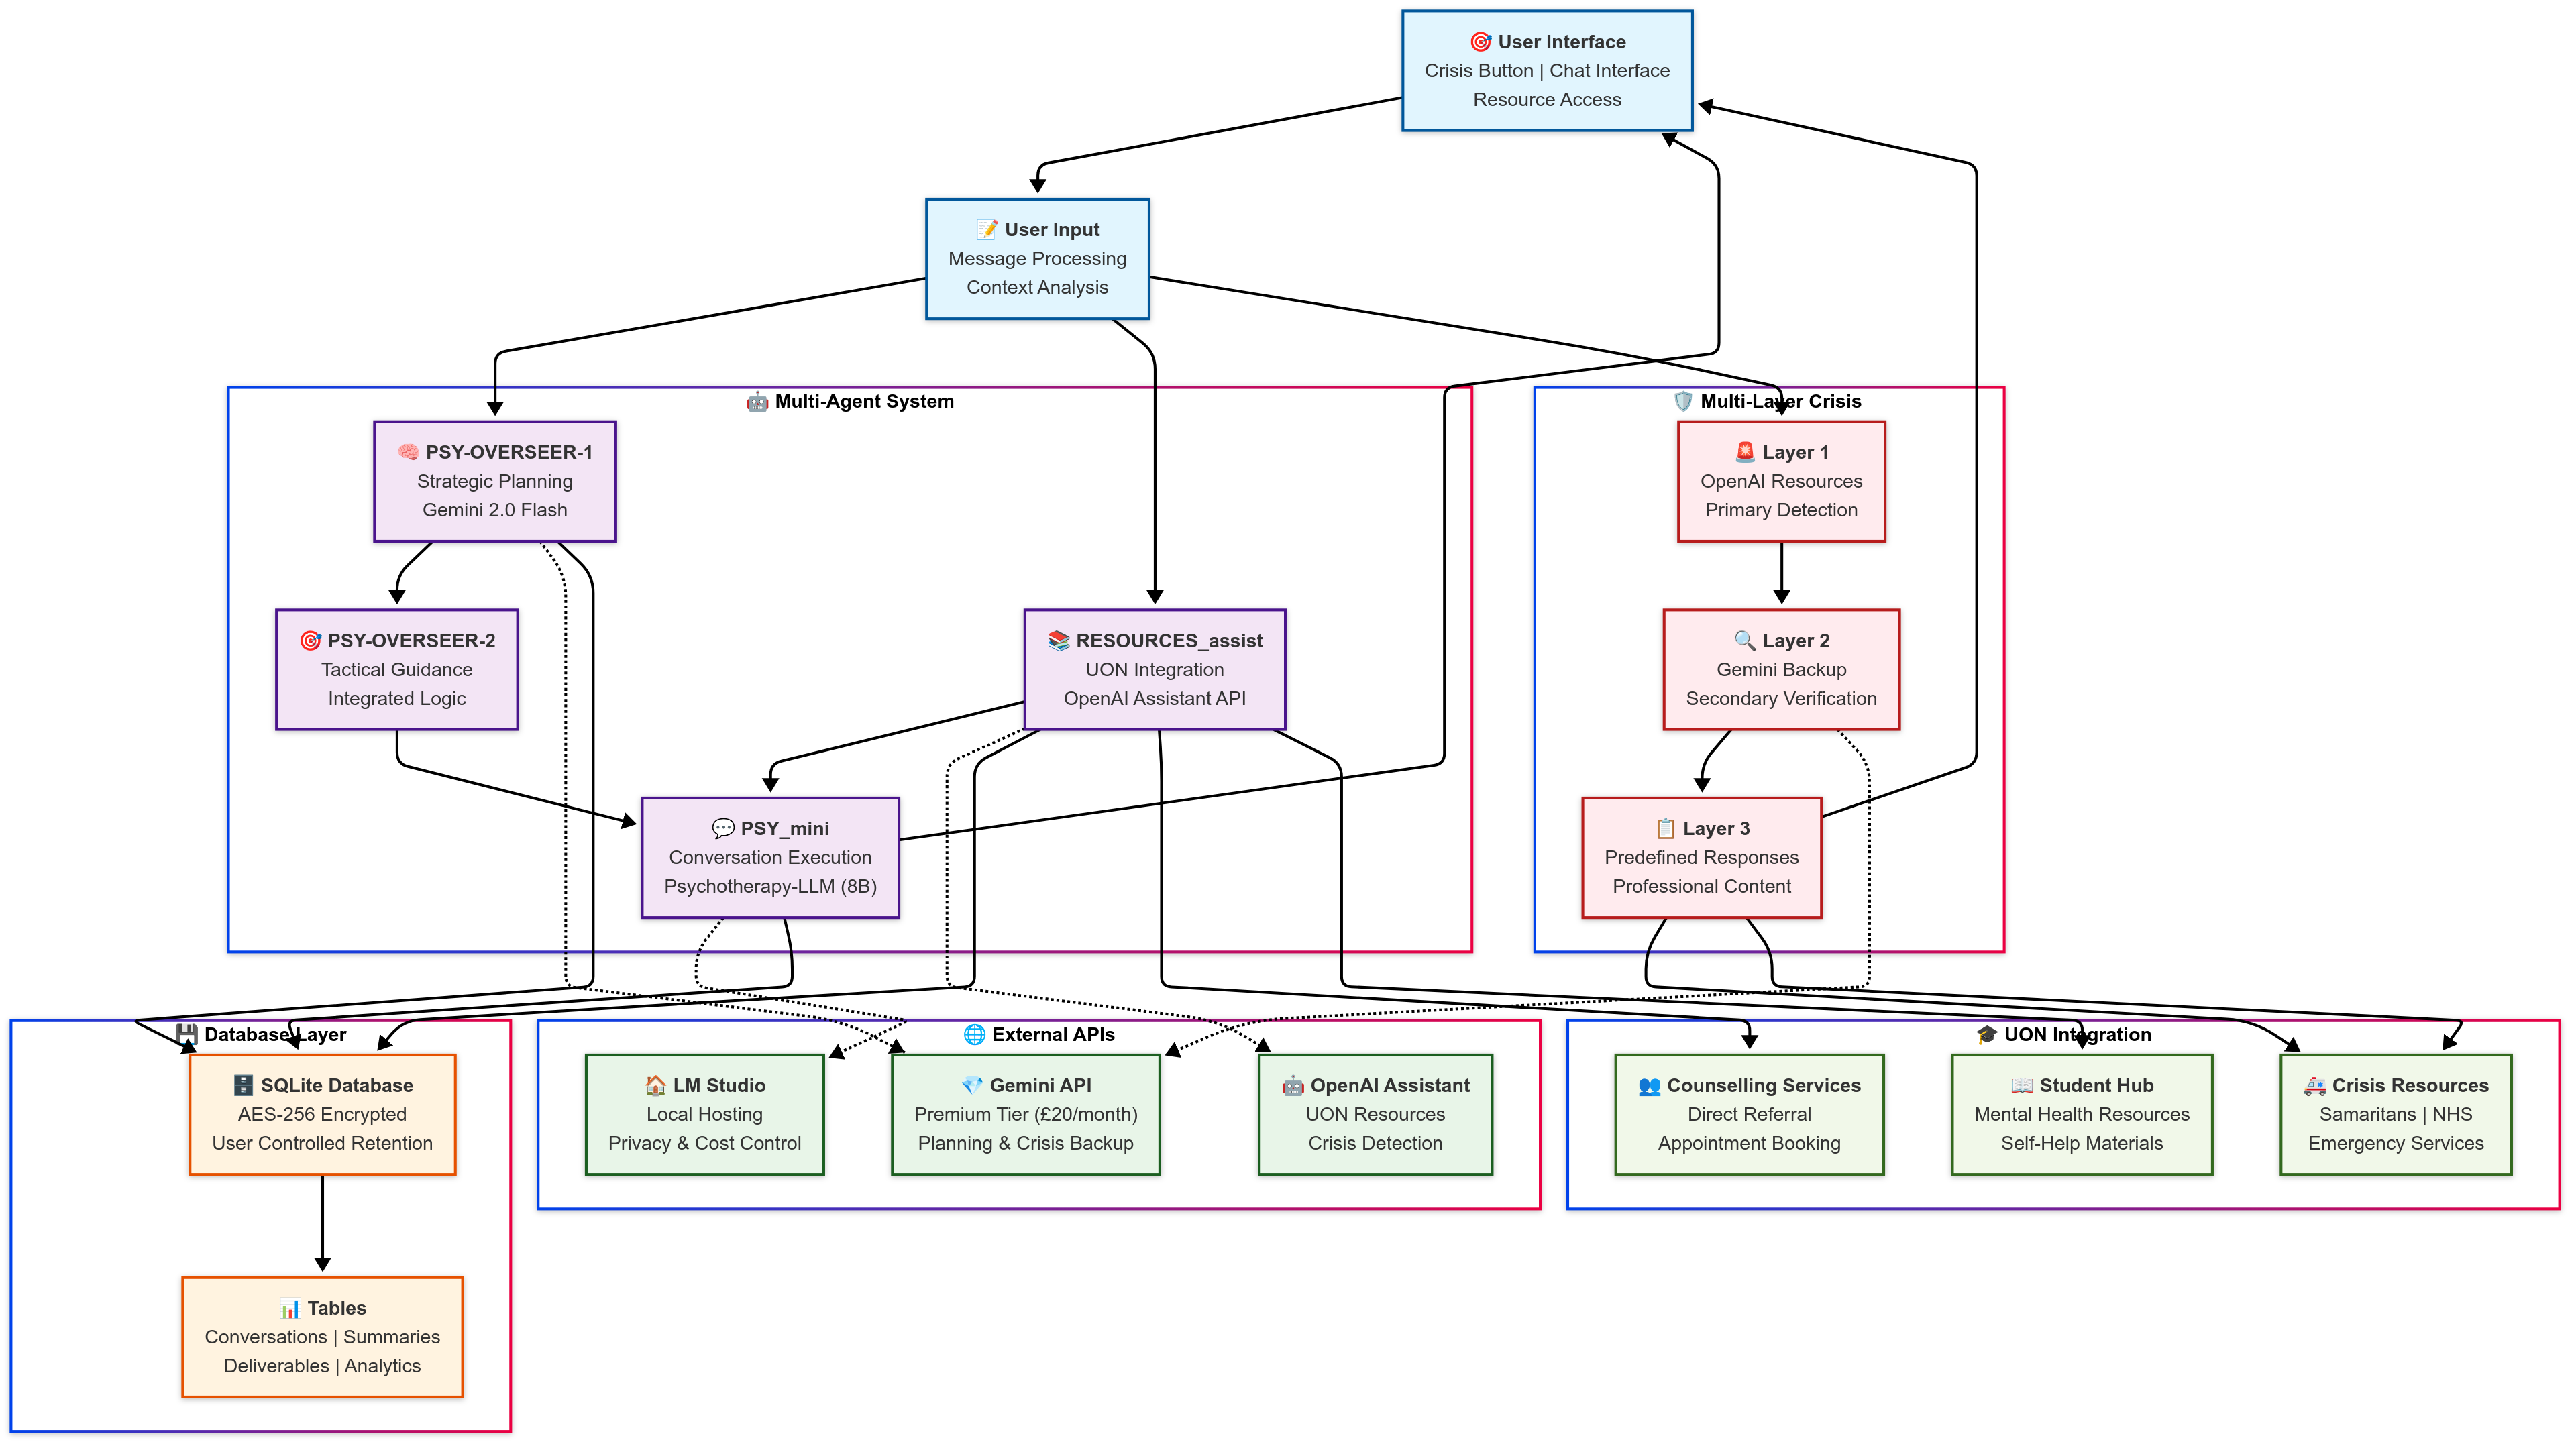 🎯 User Interface
Crisis Button | Chat Interface
Resource Access
📝 User Input
Message Processing
Context Analysis
🤖 Multi-Agent System
🧠 PSY-OVERSEER-1
Strategic Planning
Gemini 2.0 Flash
🎯 PSY-OVERSEER-2
Tactical Guidance
Integrated Logic
📚 RESOURCES_assist
UON Integration
OpenAI Assistant API
💬 PSY_mini
Conversation Execution
Psychotherapy-LLM (8B)
🛡️ Multi-Layer Crisis
🚨 Layer 1
OpenAI Resources
Primary Detection
🔍 Layer 2
Gemini Backup
Secondary Verification
📋 Layer 3
Predefined Responses
Professional Content
💾 Database Layer
🗄️ SQLite Database
AES-256 Encrypted
User Controlled Retention
📊 Tables
Conversations | Summaries
Deliverables | Analytics
🌐 External APIs
🏠 LM Studio
Local Hosting
Privacy & Cost Control
💎 Gemini API
Premium Tier (£20/month)
Planning & Crisis Backup
🤖 OpenAI Assistant
UON Resources
Crisis Detection
🎓 UON Integration
👥 Counselling Services
Direct Referral
Appointment Booking
📖 Student Hub
Mental Health Resources
Self-Help Materials
🚑 Crisis Resources
Samaritans | NHS
Emergency Services